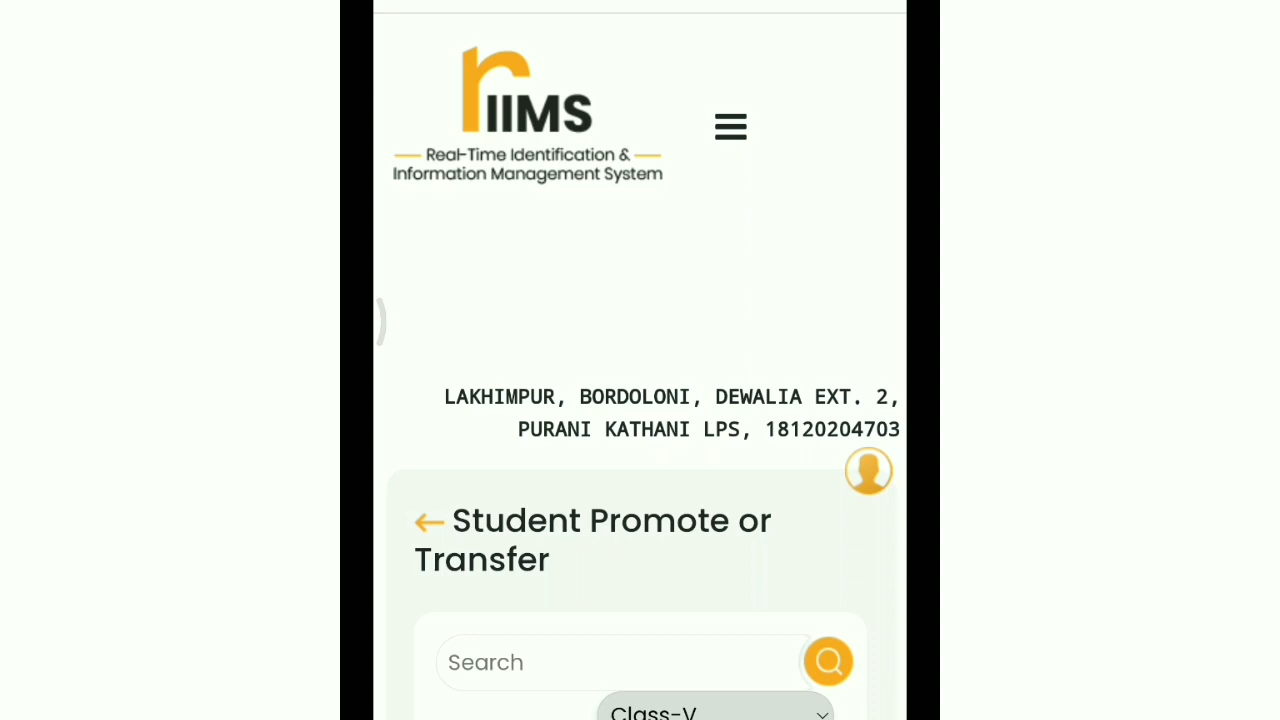 rIIMS
Real-Time Identification &
Information Management System
LAKHIMPUR, BORDOLONI, DEWALIA EXT. 2,
PURANI KATHANI LPS, 18120204703
Student Promote or
Transfer
Search
Class-V